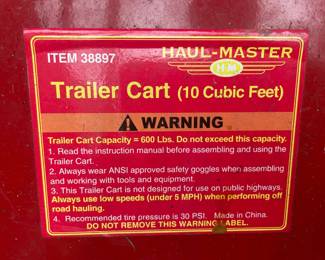 ITEM 38897
HAUL-MASTER
H·M
Trailer Cart (10 Cubic Feet)
WARNING
Trailer Cart Capacity = 600 Lbs. Do not exceed this capacity.
1. Read the instruction manual before assembling and using the
Trailer Cart.
2. Always wear ANSI approved safety goggles when assembling
and working with tools and equipment.
3. This Trailer Cart is not designed for use on public highways.
Always use low speeds (under 5 MPH) when performing off
road hauling.
4. Recommended tire pressure is 30 PSI. Made in China.
DO NOT REMOVE THIS WARNING LABEL.